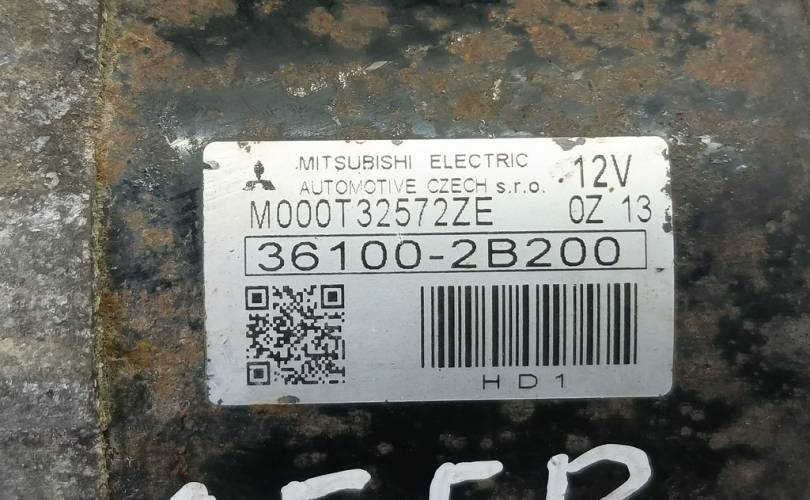 MITSUBISHI ELECTRIC
AUTOMOTIVE CZECH s.r.o. 12V
M000T32572ZE 0Z 13
36100-2B200
HD1